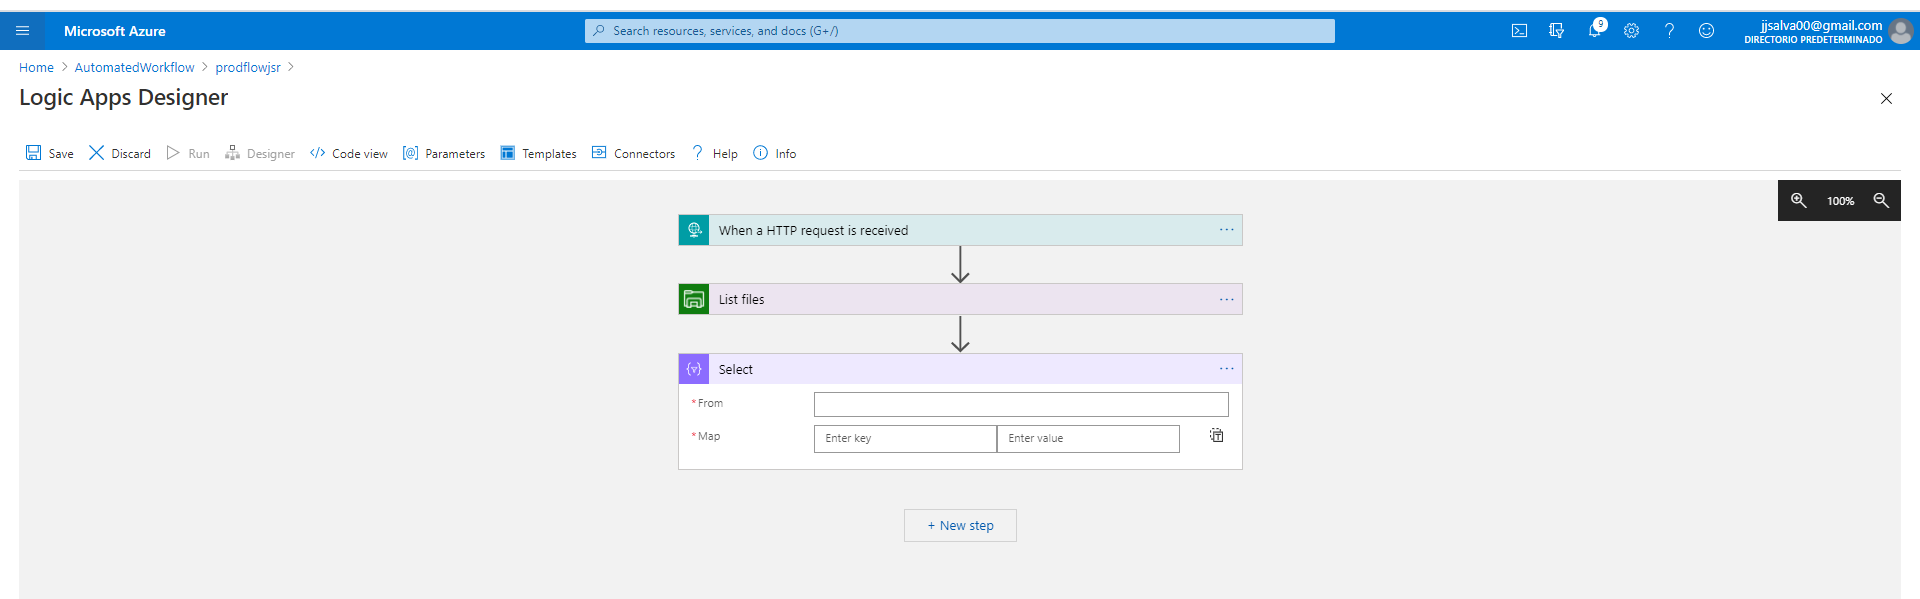 Microsoft Azure
Search resources, services, and docs (G+/)
9
jjsalva00@gmail.com
DIRECTORIO PREDETERMINADO
Home > AutomatedWorkflow > prodflowjsr >
Logic Apps Designer
Save Discard Run Designer </> Code view [@] Parameters Templates Connectors ? Help Info
100%
When a HTTP request is received ...
List files ...
Select ...
*From
*Map Enter key Enter value
+ New step